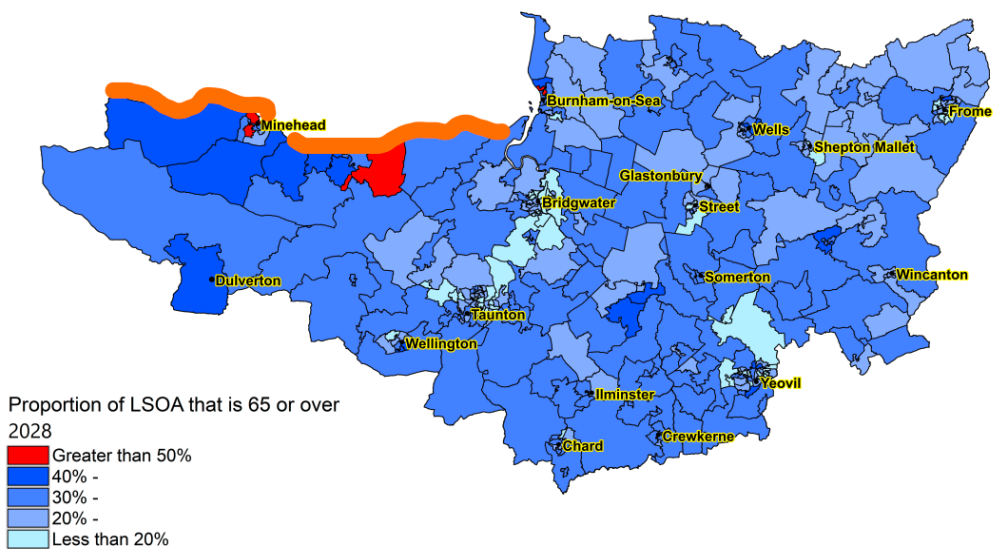 Burnham-on-Sea
Minehead
Frome
Wells
Shepton Mallet
Glastonbury
Bridgwater
Street
Dulverton
Somerton
Wincanton
Taunton
Wellington
Yeovil
Ilminster
Crewkerne
Chard
Proportion of LSOA that is 65 or over
2028
Greater than 50%
40% -
30% -
20% -
Less than 20%